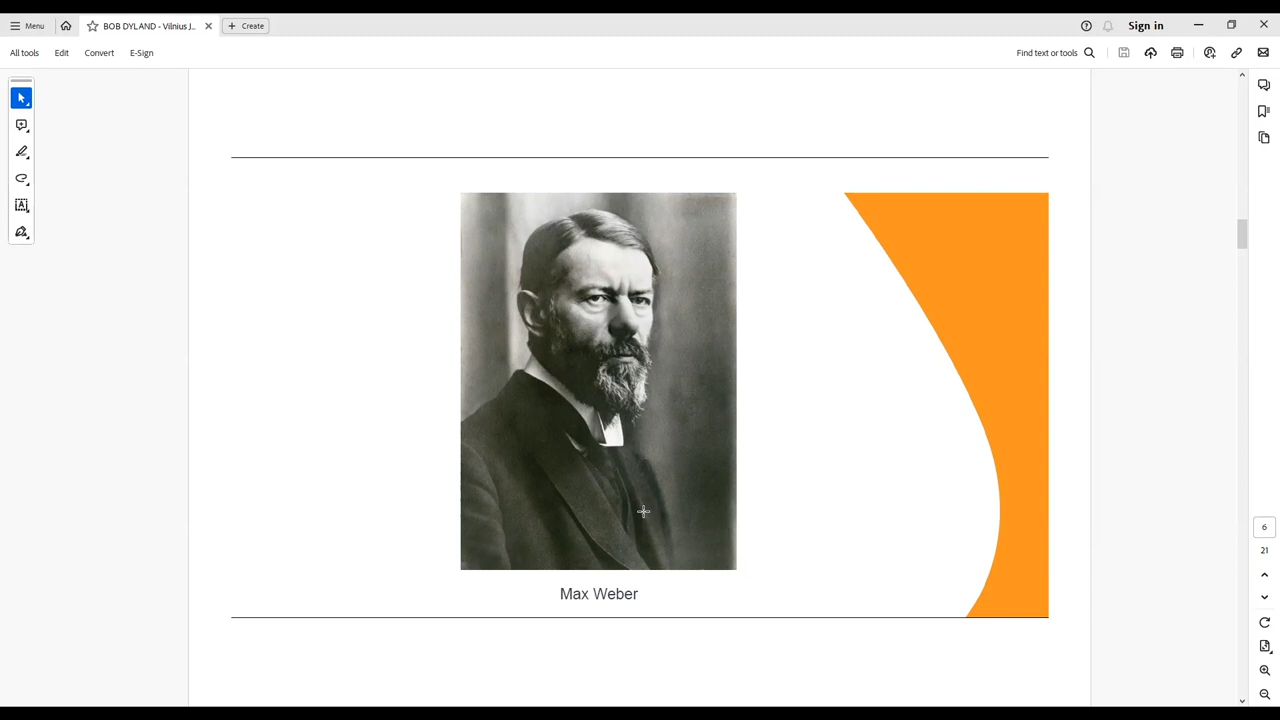 Menu
BOB DYLAND - Vilnius J...
Create
Sign in
All tools
Edit
Convert
E-Sign
Find text or tools
Max Weber
6
21